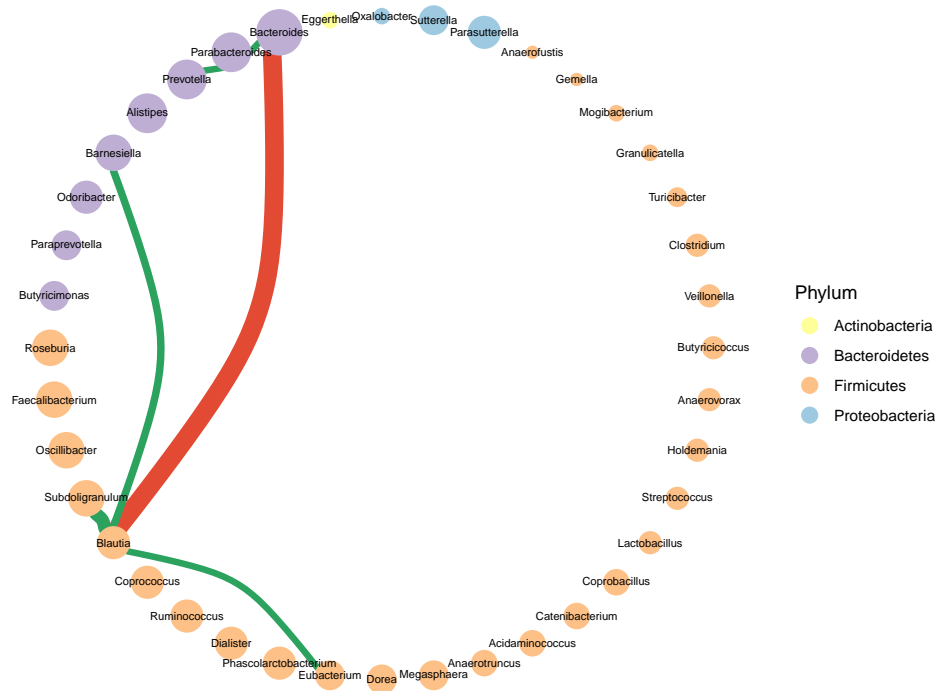 Eggerthella
Oxalobacter
Sutterella
Parasutterella
Bacteroides
Parabacteroides
Prevotella
Anaerofustis
Gemella
Alistipes
Mogibacterium
Barnesiella
Granulicatella
Odoribacter
Turicibacter
Paraprevotella
Clostridium
Butyricimonas
Veillonella
Roseburia
Butyricicoccus
Faecalibacterium
Anaerovorax
Oscillibacter
Holdemania
Subdoligranulum
Streptococcus
Blautia
Lactobacillus
Coprococcus
Coprobacillus
Ruminococcus
Catenibacterium
Dialister
Acidaminococcus
Phascolarctobacterium
Anaerotruncus
Eubacterium
Dorea
Megasphaera
Phylum
Actinobacteria
Bacteroidetes
Firmicutes
Proteobacteria